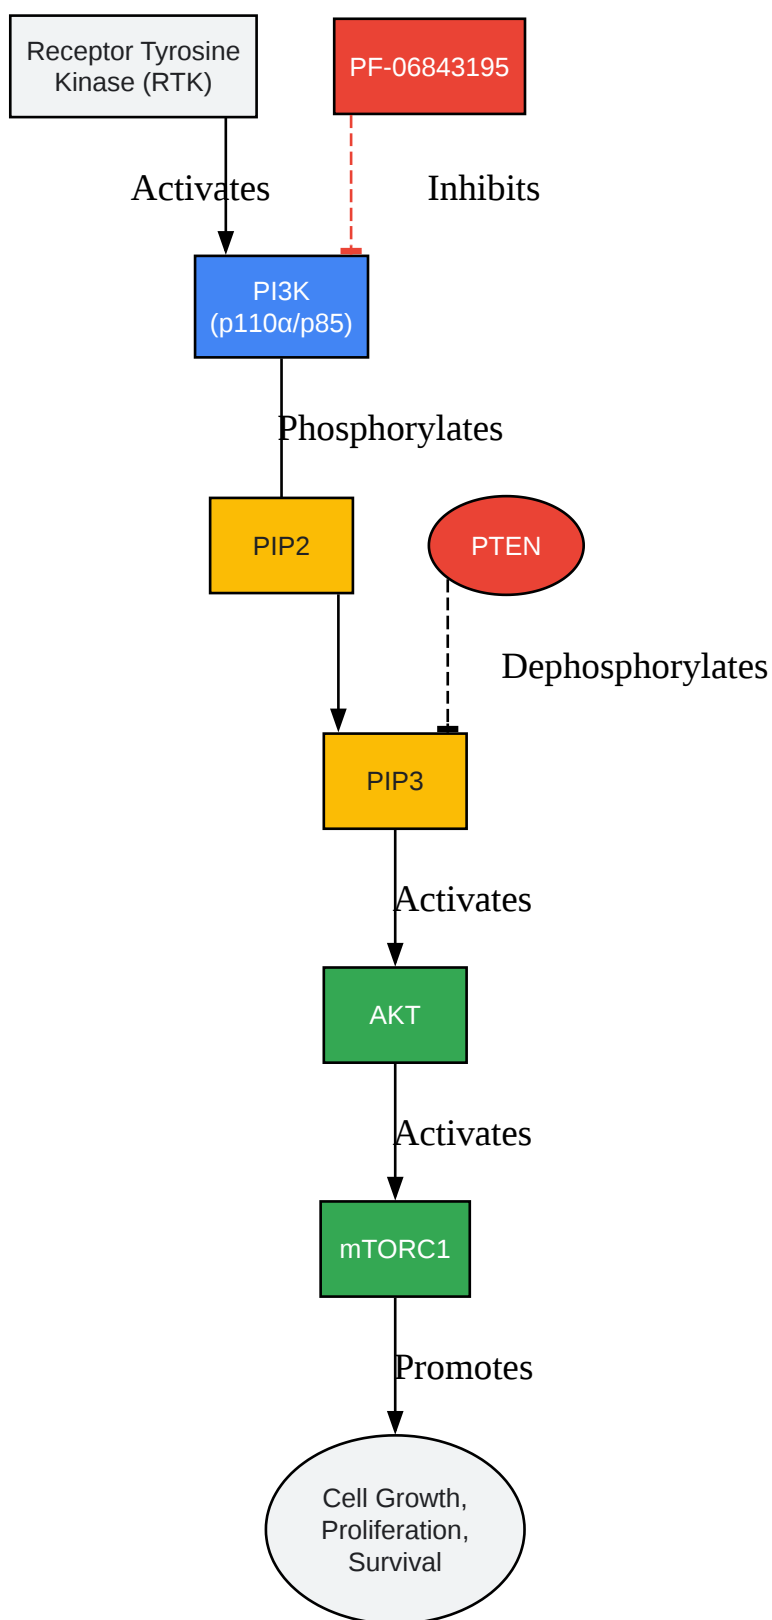 Receptor Tyrosine
Kinase (RTK)
PF-06843195
Activates
Inhibits
PI3K
(p110α/p85)
Phosphorylates
PIP2
PTEN
Dephosphorylates
PIP3
Activates
AKT
Activates
mTORC1
Promotes
Cell Growth,
Proliferation,
Survival